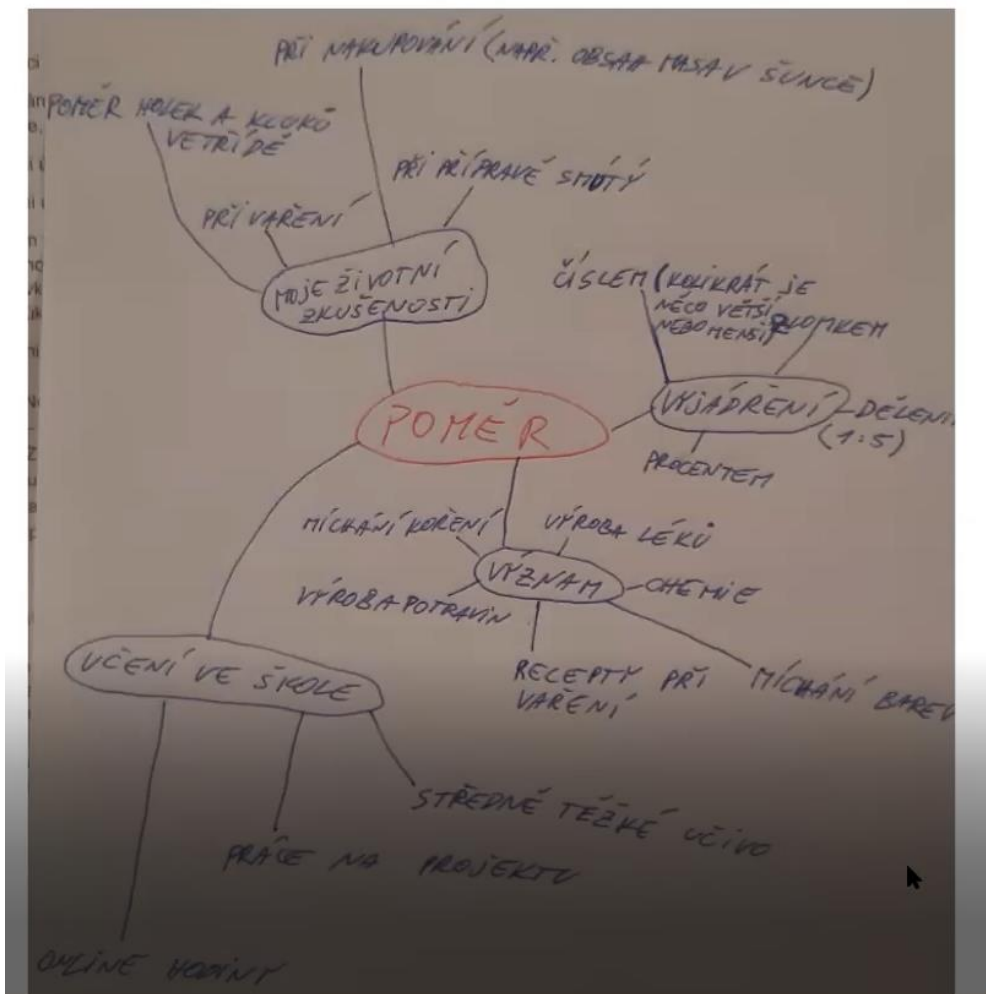 PŘI NAKUPOVÁNÍ (NAPŘ. OBSAH MASA V ŠUNCE)
POMĚR HOLEK A KLUKŮ
VE TŘÍDĚ
PŘI PŘÍPRAVĚ SMÓTÝ
PŘI VAŘENÍ
MOJE ŽIVOTNÍ
ZKUŠENOSTI
ČÍSLEM (KOLIKRÁT JE
NĚCO VĚTŠÍ
NEBO MENŠÍ)
ZLOMKEM
VYJÁDŘENÍ
DĚLENÍ
(1:5)
PROCENTEM
POMĚR
MÍCHÁNÍ KOŘENÍ
VÝROBA LÉKŮ
VÝZNAM
CHEMIE
VÝROBA POTRAVIN
RECEPTY PŘI
VAŘENÍ
MÍCHÁNÍ BAREV
UČENÍ VE ŠKOLE
STŘEDNĚ TĚŽKÉ UČIVO
PRÁCE NA PROJEKTU
ONLINE HODINY